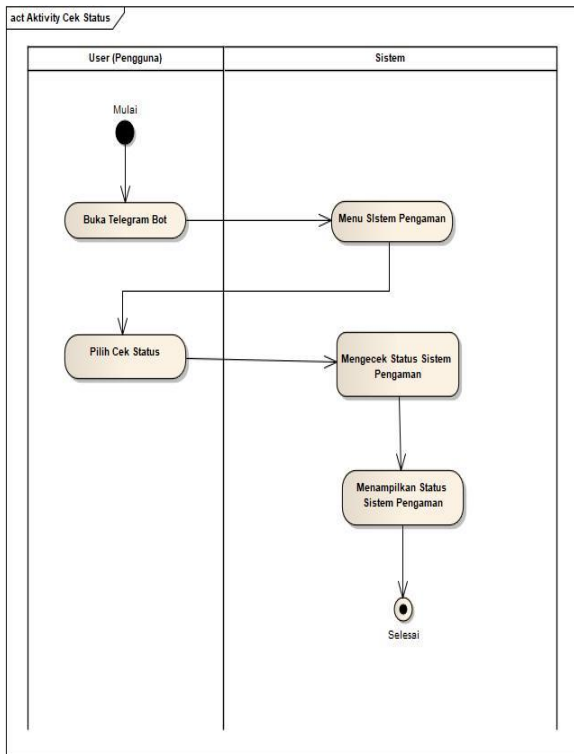 act Aktivity Cek Status
User (Pengguna)
Sistem
Mulai
Buka Telegram Bot
Menu SIstem Pengaman
Pilih Cek Status
Mengecek Status Sistem
Pengaman
Menampilkan Status
Sistem Pengaman
Selesai